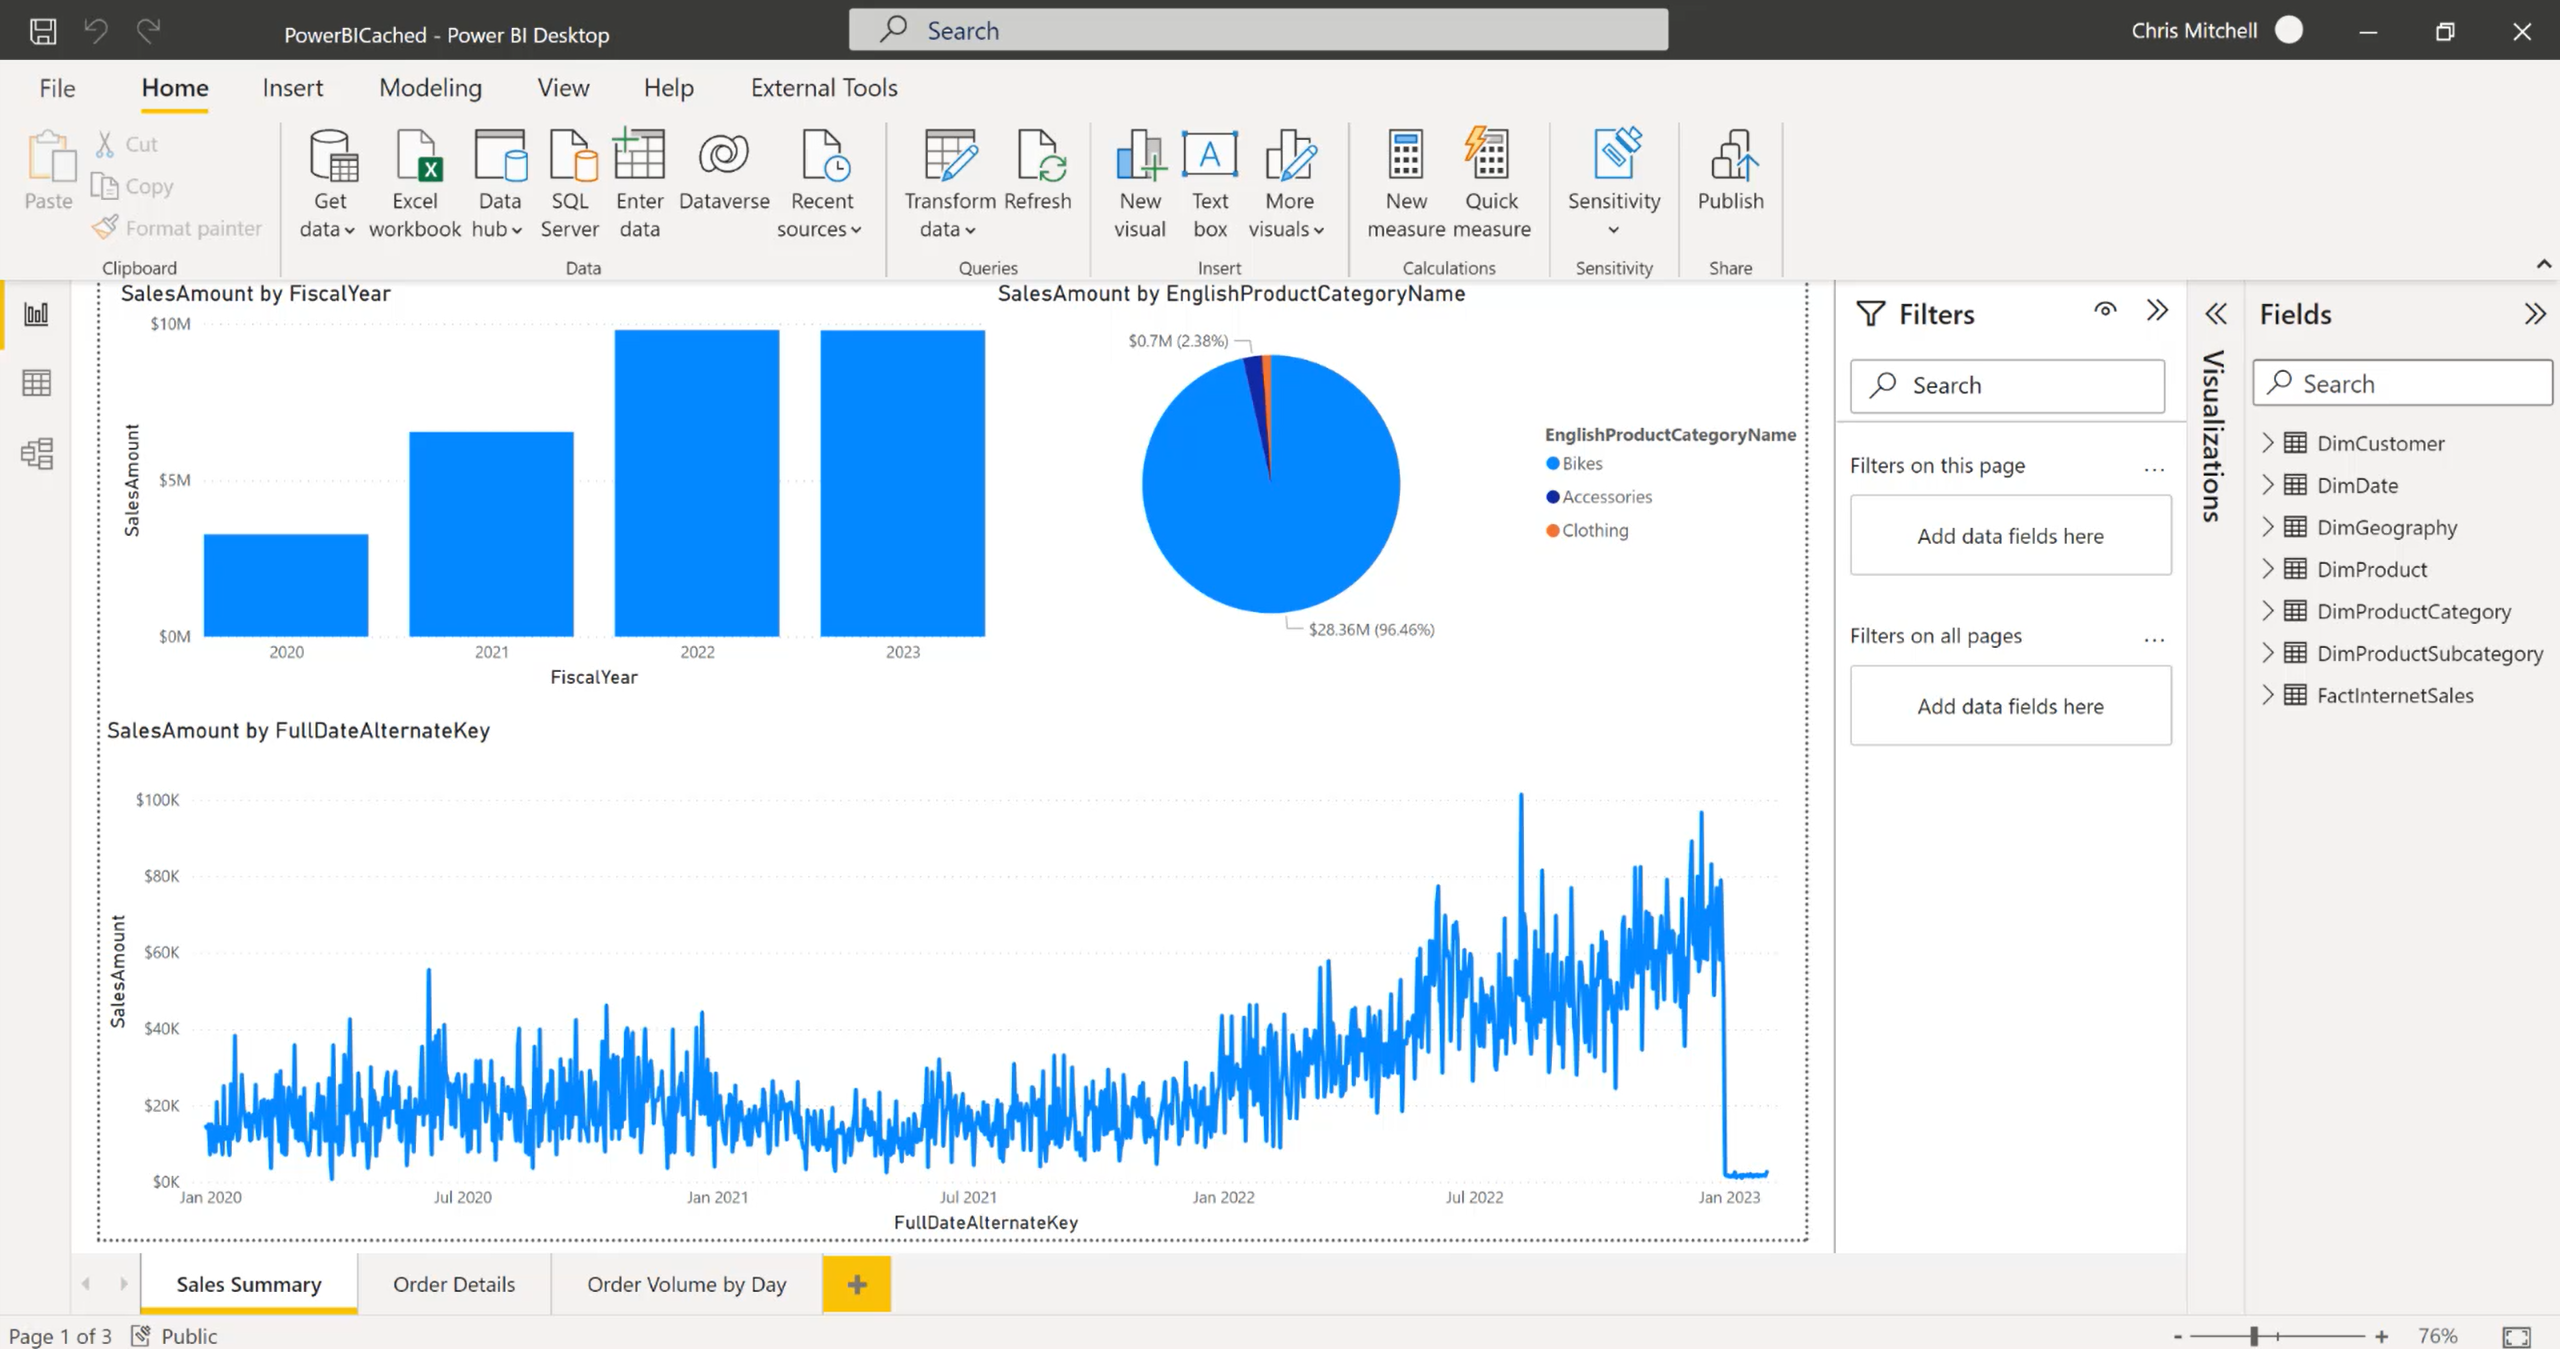 PowerBICached - Power BI Desktop
Search
Chris Mitchell
File Home Insert Modeling View Help External Tools
Paste
Cut
Copy
Format painter
Clipboard
Get data
Excel workbook
Data hub
SQL Server
Enter data
Dataverse
Recent sources
Data
Transform data
Refresh
Queries
New visual
Text box
More visuals
Insert
New measure
Quick measure
Calculations
Sensitivity
Sensitivity
Publish
Share
SalesAmount by FiscalYear
SalesAmount
$10M
$5M
$0M
2020 2021 2022 2023
FiscalYear
SalesAmount by EnglishProductCategoryName
$0.7M (2.38%)
$28.36M (96.46%)
EnglishProductCategoryName
Bikes
Accessories
Clothing
SalesAmount by FullDateAlternateKey
SalesAmount
$100K
$80K
$60K
$40K
$20K
$0K
Jan 2020 Jul 2020 Jan 2021 Jul 2021 Jan 2022 Jul 2022 Jan 2023
FullDateAlternateKey
Filters
Search
Filters on this page
...
Add data fields here
Filters on all pages
...
Add data fields here
Visualizations
Fields
Search
DimCustomer
DimDate
DimGeography
DimProduct
DimProductCategory
DimProductSubcategory
FactInternetSales
Sales Summary Order Details Order Volume by Day +
Page 1 of 3 Public
- + 76%